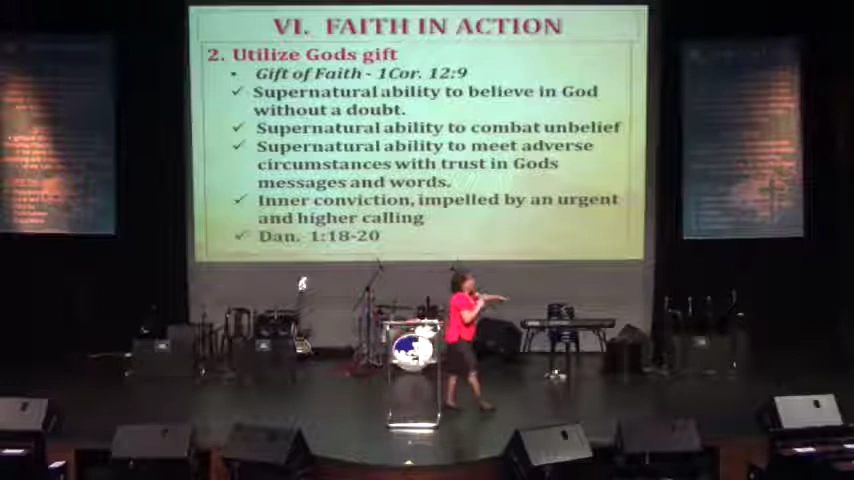 VI. FAITH IN ACTION
2. Utilize Gods gift
• Gift of Faith - 1Cor. 12:9
✓ Supernatural ability to believe in God
without a doubt.
✓ Supernatural ability to combat unbelief
✓ Supernatural ability to meet adverse
circumstances with trust in Gods
messages and words.
✓ Inner conviction, impelled by an urgent
and higher calling
✓ Dan. 1:18-20